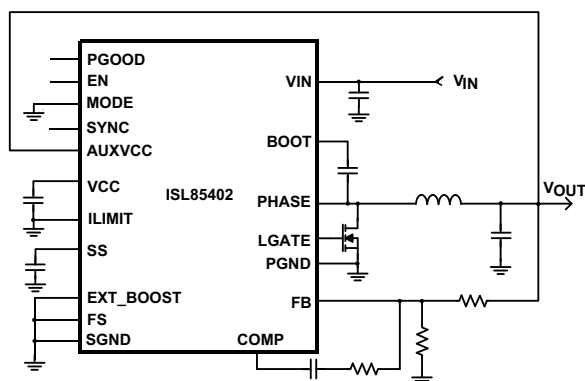 PGOOD
EN
MODE
SYNC
AUXVCC
VCC
ILIMIT
SS
EXT_BOOST
FS
SGND
ISL85402
VIN
BOOT
PHASE
LGATE
PGND
FB
COMP
VIN
VOUT